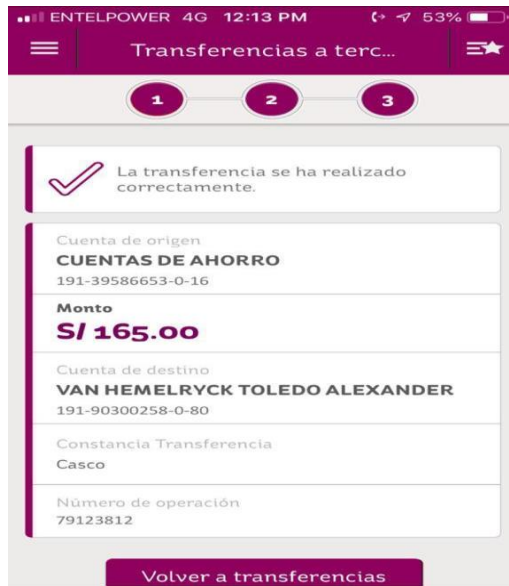 ENTELPOWER 4G 12:13 PM 53%
Transferencias a terc...
1 2 3
La transferencia se ha realizado
correctamente.
Cuenta de origen
CUENTAS DE AHORRO
191-39586653-0-16
Monto
S/ 165.00
Cuenta de destino
VAN HEMELRYCK TOLEDO ALEXANDER
191-90300258-0-80
Constancia Transferencia
Casco
Número de operación
79123812
Volver a transferencias